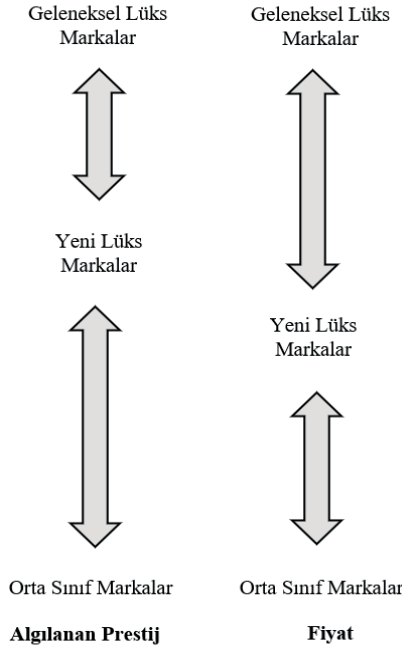 Geleneksel Lüks
Markalar
Yeni Lüks
Markalar
Orta Sınıf Markalar
Algılanan Prestij
Geleneksel Lüks
Markalar
Yeni Lüks
Markalar
Orta Sınıf Markalar
Fiyat